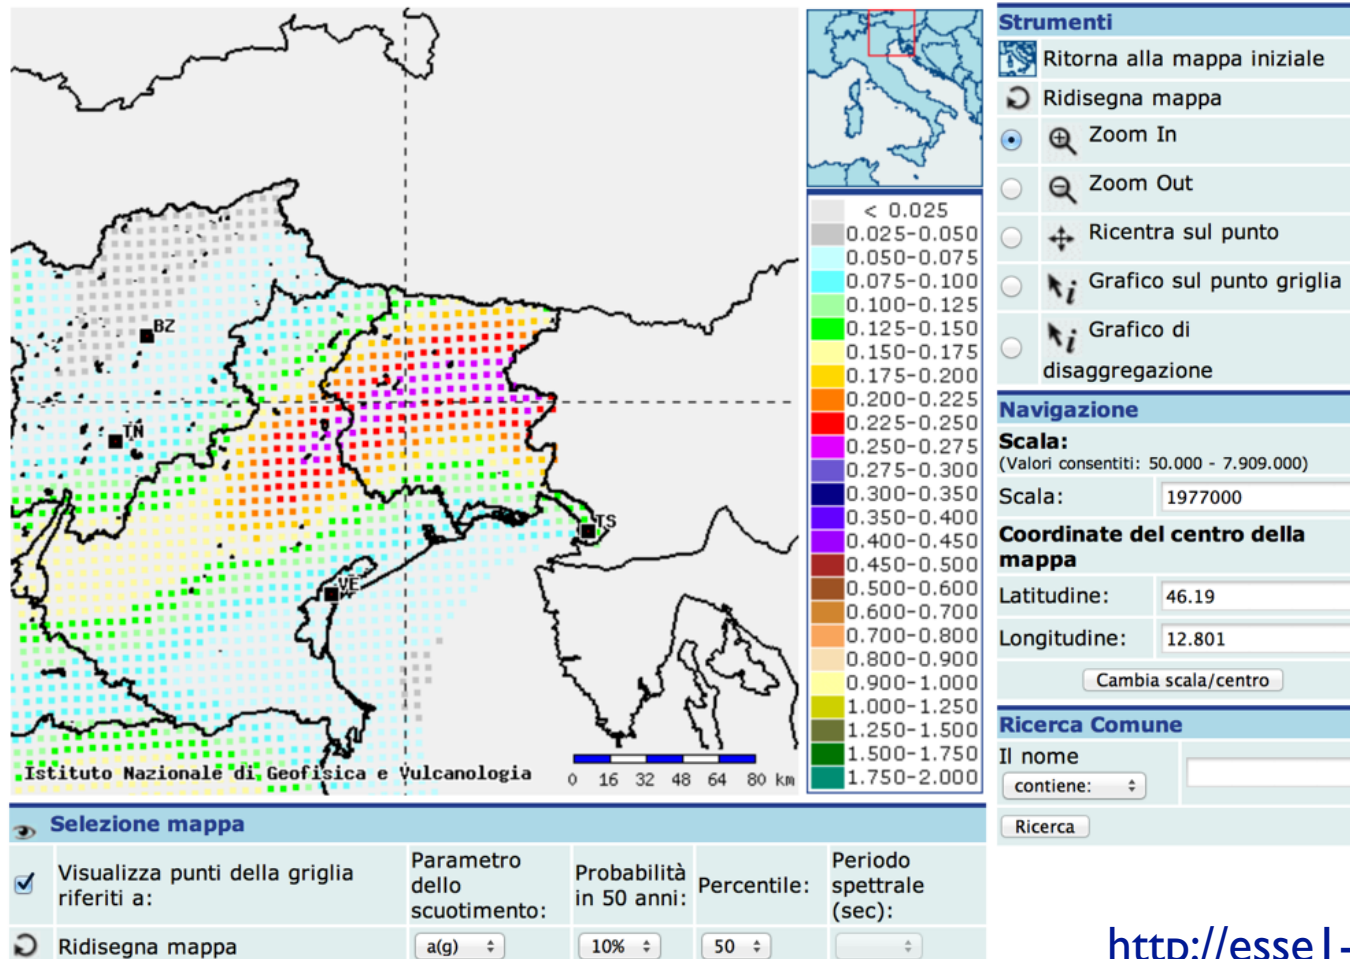 BZ
TN
TS
VE
Istituto Nazionale di Geofisica e Vulcanologia
0 16 32 48 64 80 km
< 0.025
0.025-0.050
0.050-0.075
0.075-0.100
0.100-0.125
0.125-0.150
0.150-0.175
0.175-0.200
0.200-0.225
0.225-0.250
0.250-0.275
0.275-0.300
0.300-0.350
0.350-0.400
0.400-0.450
0.450-0.500
0.500-0.600
0.600-0.700
0.700-0.800
0.800-0.900
0.900-1.000
1.000-1.250
1.250-1.500
1.500-1.750
1.750-2.000
Strumenti
Ritorna alla mappa iniziale
Ridisegna mappa
Zoom In
Zoom Out
Ricentra sul punto
Grafico sul punto griglia
Grafico di
disaggregazione
Navigazione
Scala:
(Valori consentiti: 50.000 - 7.909.000)
Scala: 1977000
Coordinate del centro della
mappa
Latitudine: 46.19
Longitudine: 12.801
Cambia scala/centro
Ricerca Comune
Il nome
contiene:
Ricerca
Selezione mappa
Visualizza punti della griglia
riferiti a:
Parametro
dello
scuotimento:
Probabilità
in 50 anni:
Percentile:
Periodo
spettrale
(sec):
Ridisegna mappa
a(g)
10%
50
http://esse1-